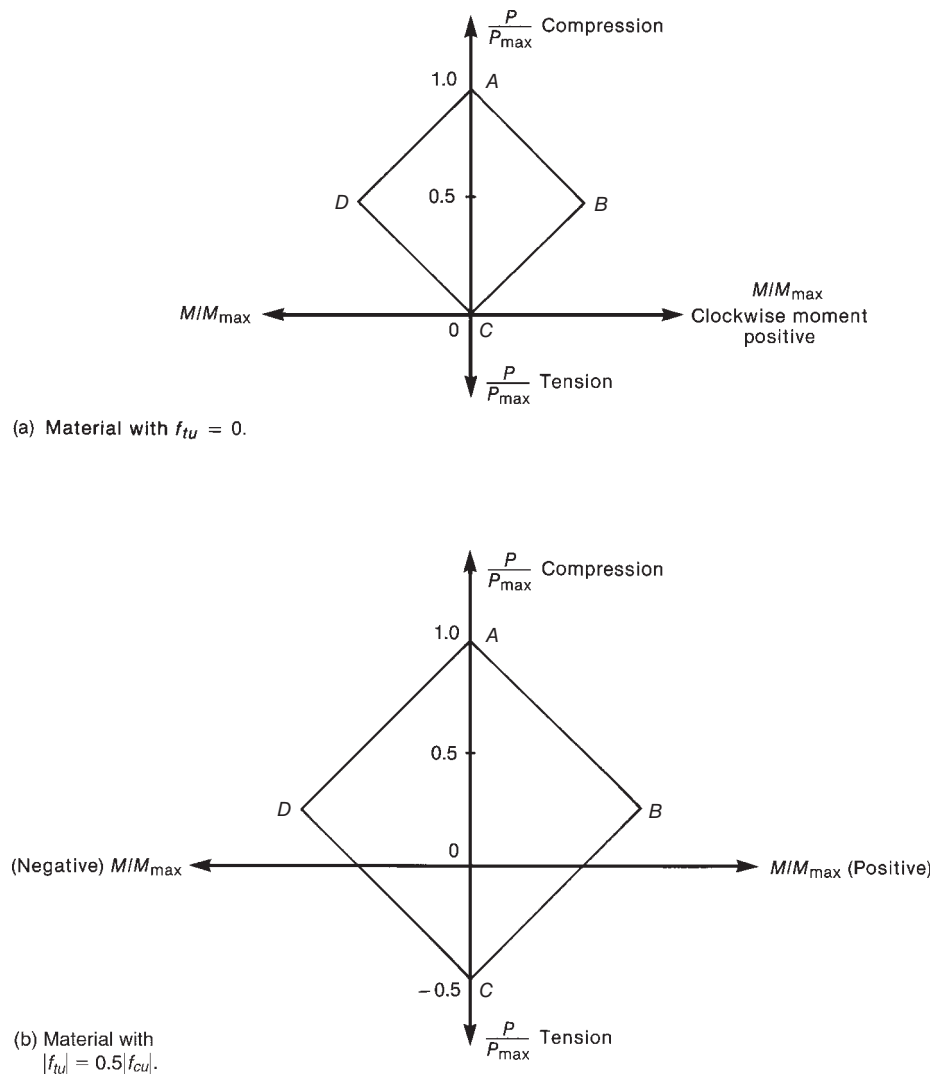 P/Pmax Compression
1.0 A
D 0.5 B
M/Mmax
M/Mmax
Clockwise moment
positive
0 C
P/Pmax Tension
(a) Material with ftu = 0.
P/Pmax Compression
1.0 A
0.5
D B
0
(Negative) M/Mmax
M/Mmax (Positive)
−0.5 C
P/Pmax Tension
(b) Material with
|ftu| = 0.5|fcu|.